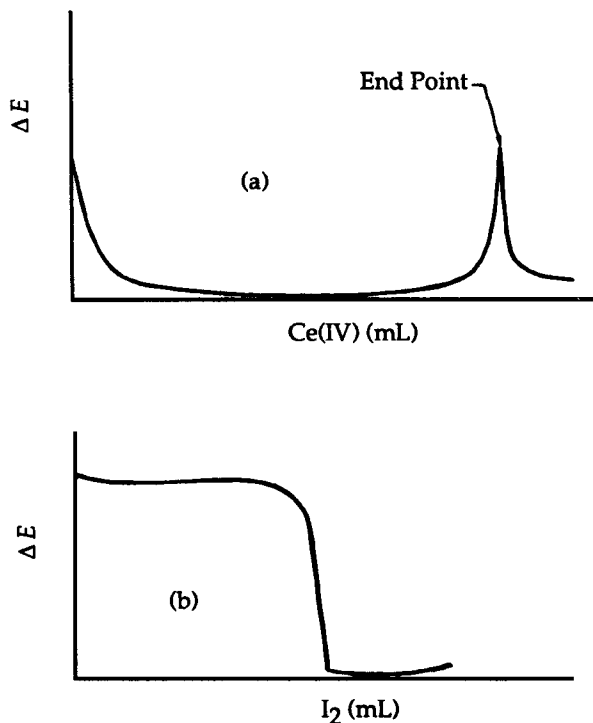 ΔE
End Point
(a)
Ce(IV) (mL)
ΔE
(b)
I₂ (mL)